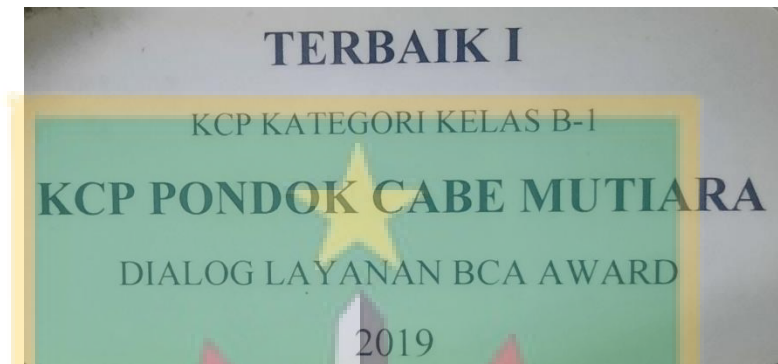 TERBAIK I
KCP KATEGORI KELAS B-1
KCP PONDOK CABE MUTIARA
DIALOG LAYANAN BCA AWARD
2019